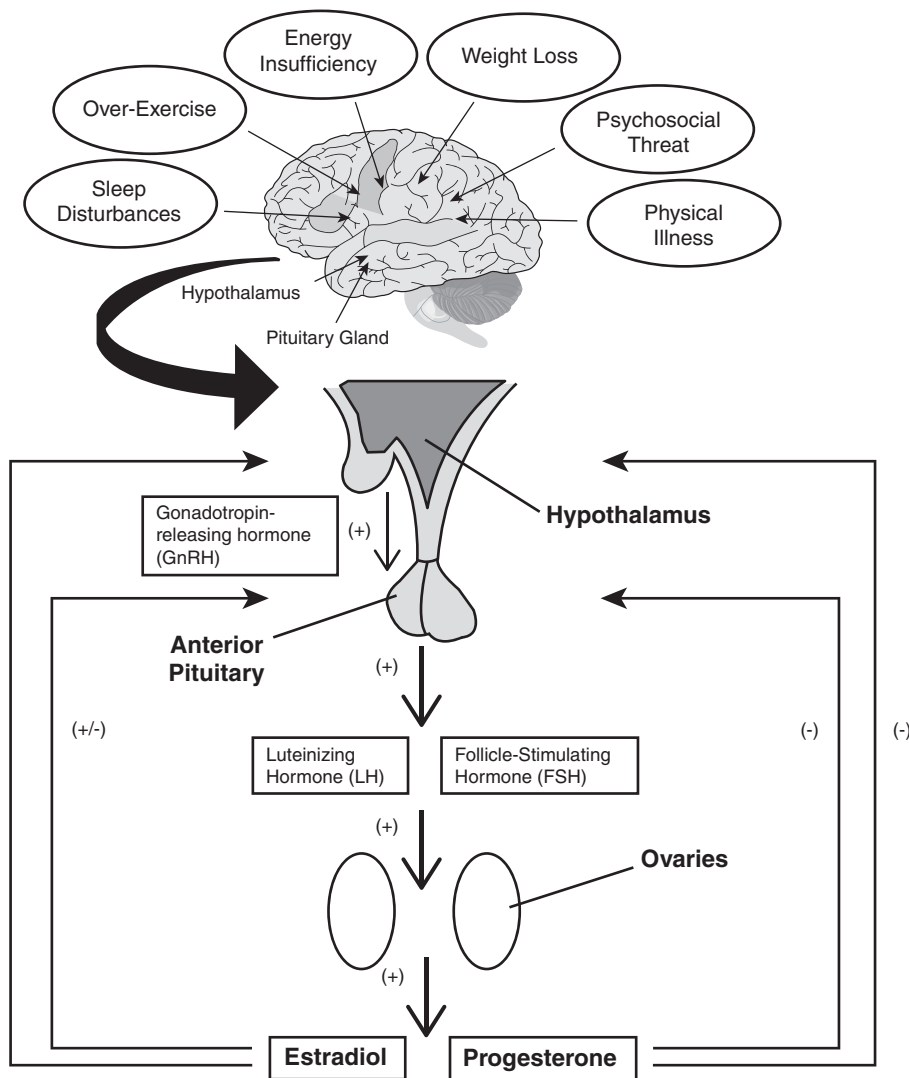 Energy
Insufficiency
Weight Loss
Over-Exercise
Psychosocial
Threat
Sleep
Disturbances
Physical
Illness
Hypothalamus
Pituitary Gland
Gonadotropin-
releasing hormone
(GnRH)
(+)
Hypothalamus
Anterior
Pituitary
(+)
(+/-)
(-)
(-)
Luteinizing
Hormone (LH)
Follicle-Stimulating
Hormone (FSH)
(+)
Ovaries
(+)
Estradiol
Progesterone